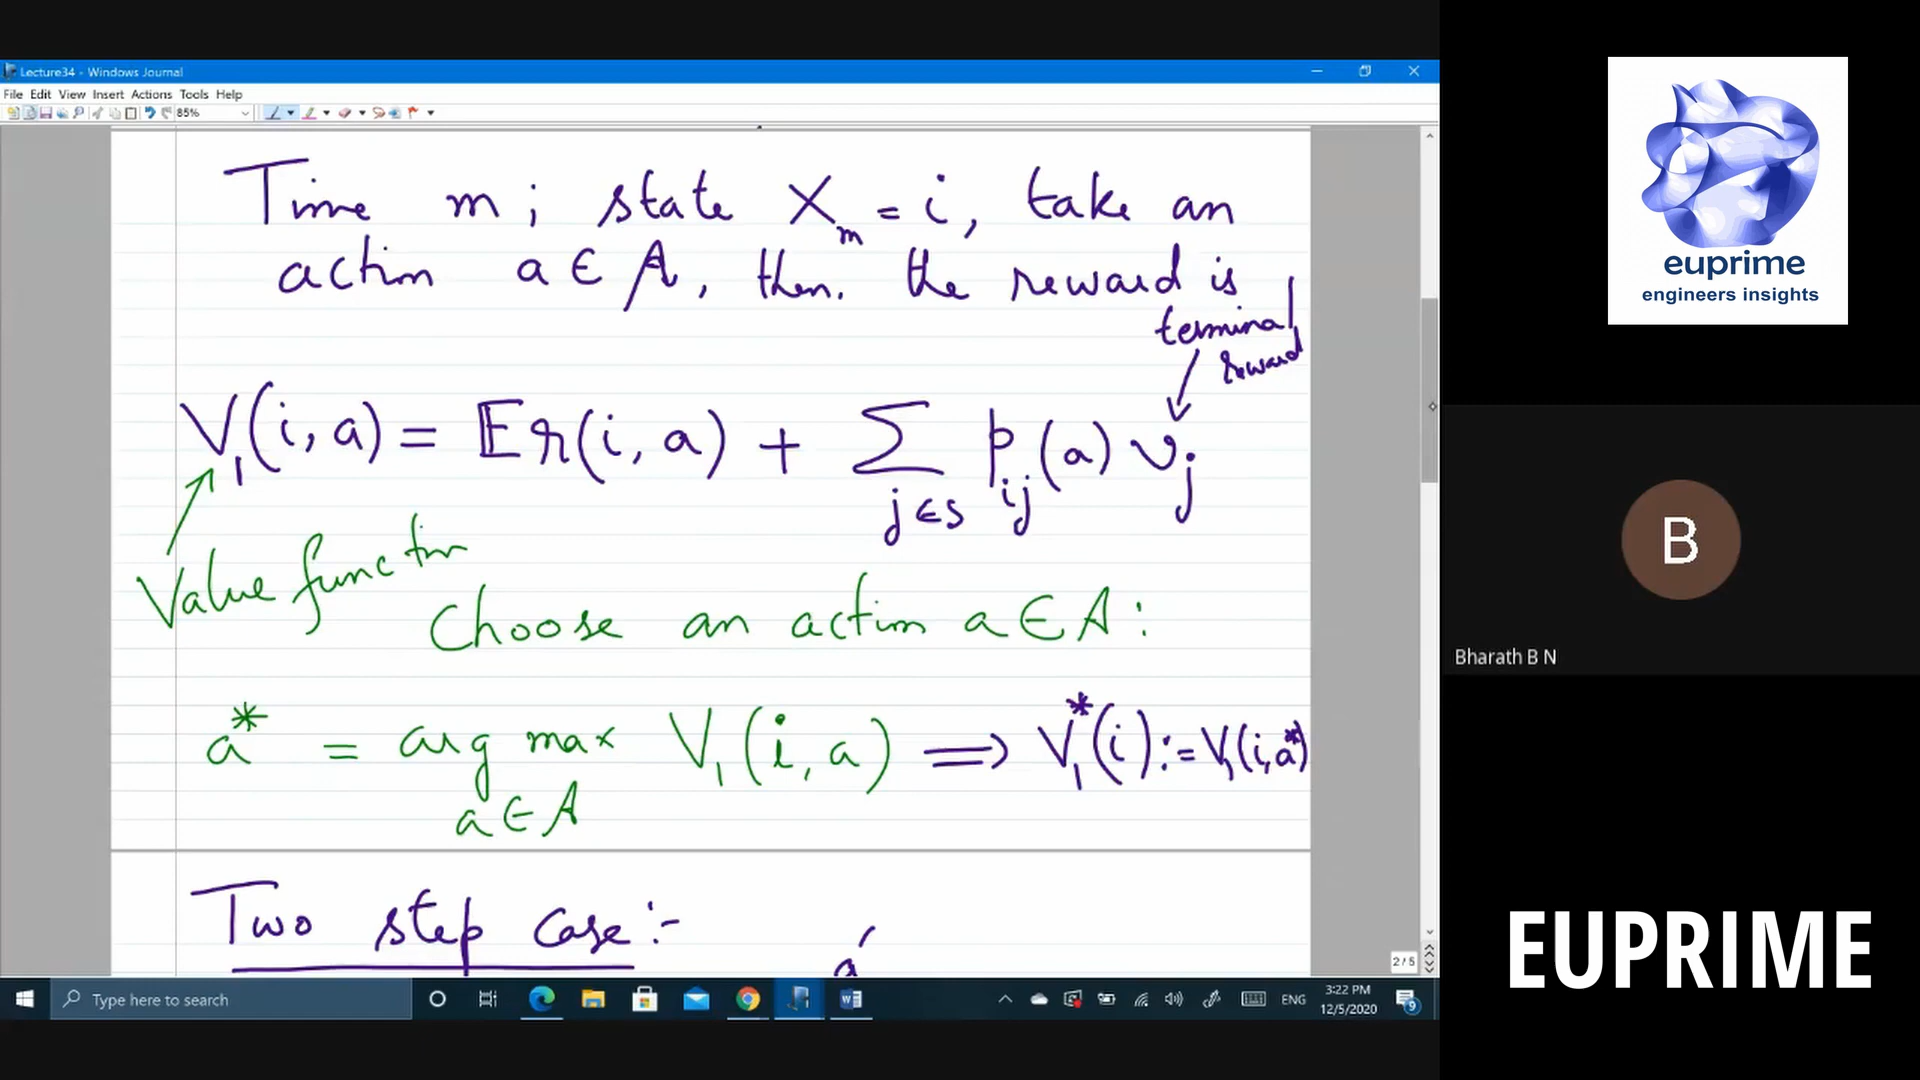 Lecture34 - Windows Journal
File Edit View Insert Actions Tools Help
85%
Time m ; state X_m = i, take an
action a ∈ A, then. the reward is
terminal
reward
V_1(i, a) = E r(i, a) + Σ_{j∈S} p_{ij}(a) v_j
Value function
Choose an action a ∈ A :
a* = arg max_{a∈A} V_1(i, a) ⟹ V_1*(i) := V_1(i, a*)
Two step case :-
a
2 / 5
Type here to search
ENG
3:22 PM
12/5/2020
9
euprime
engineers insights
B
Bharath B N
EUPRIME